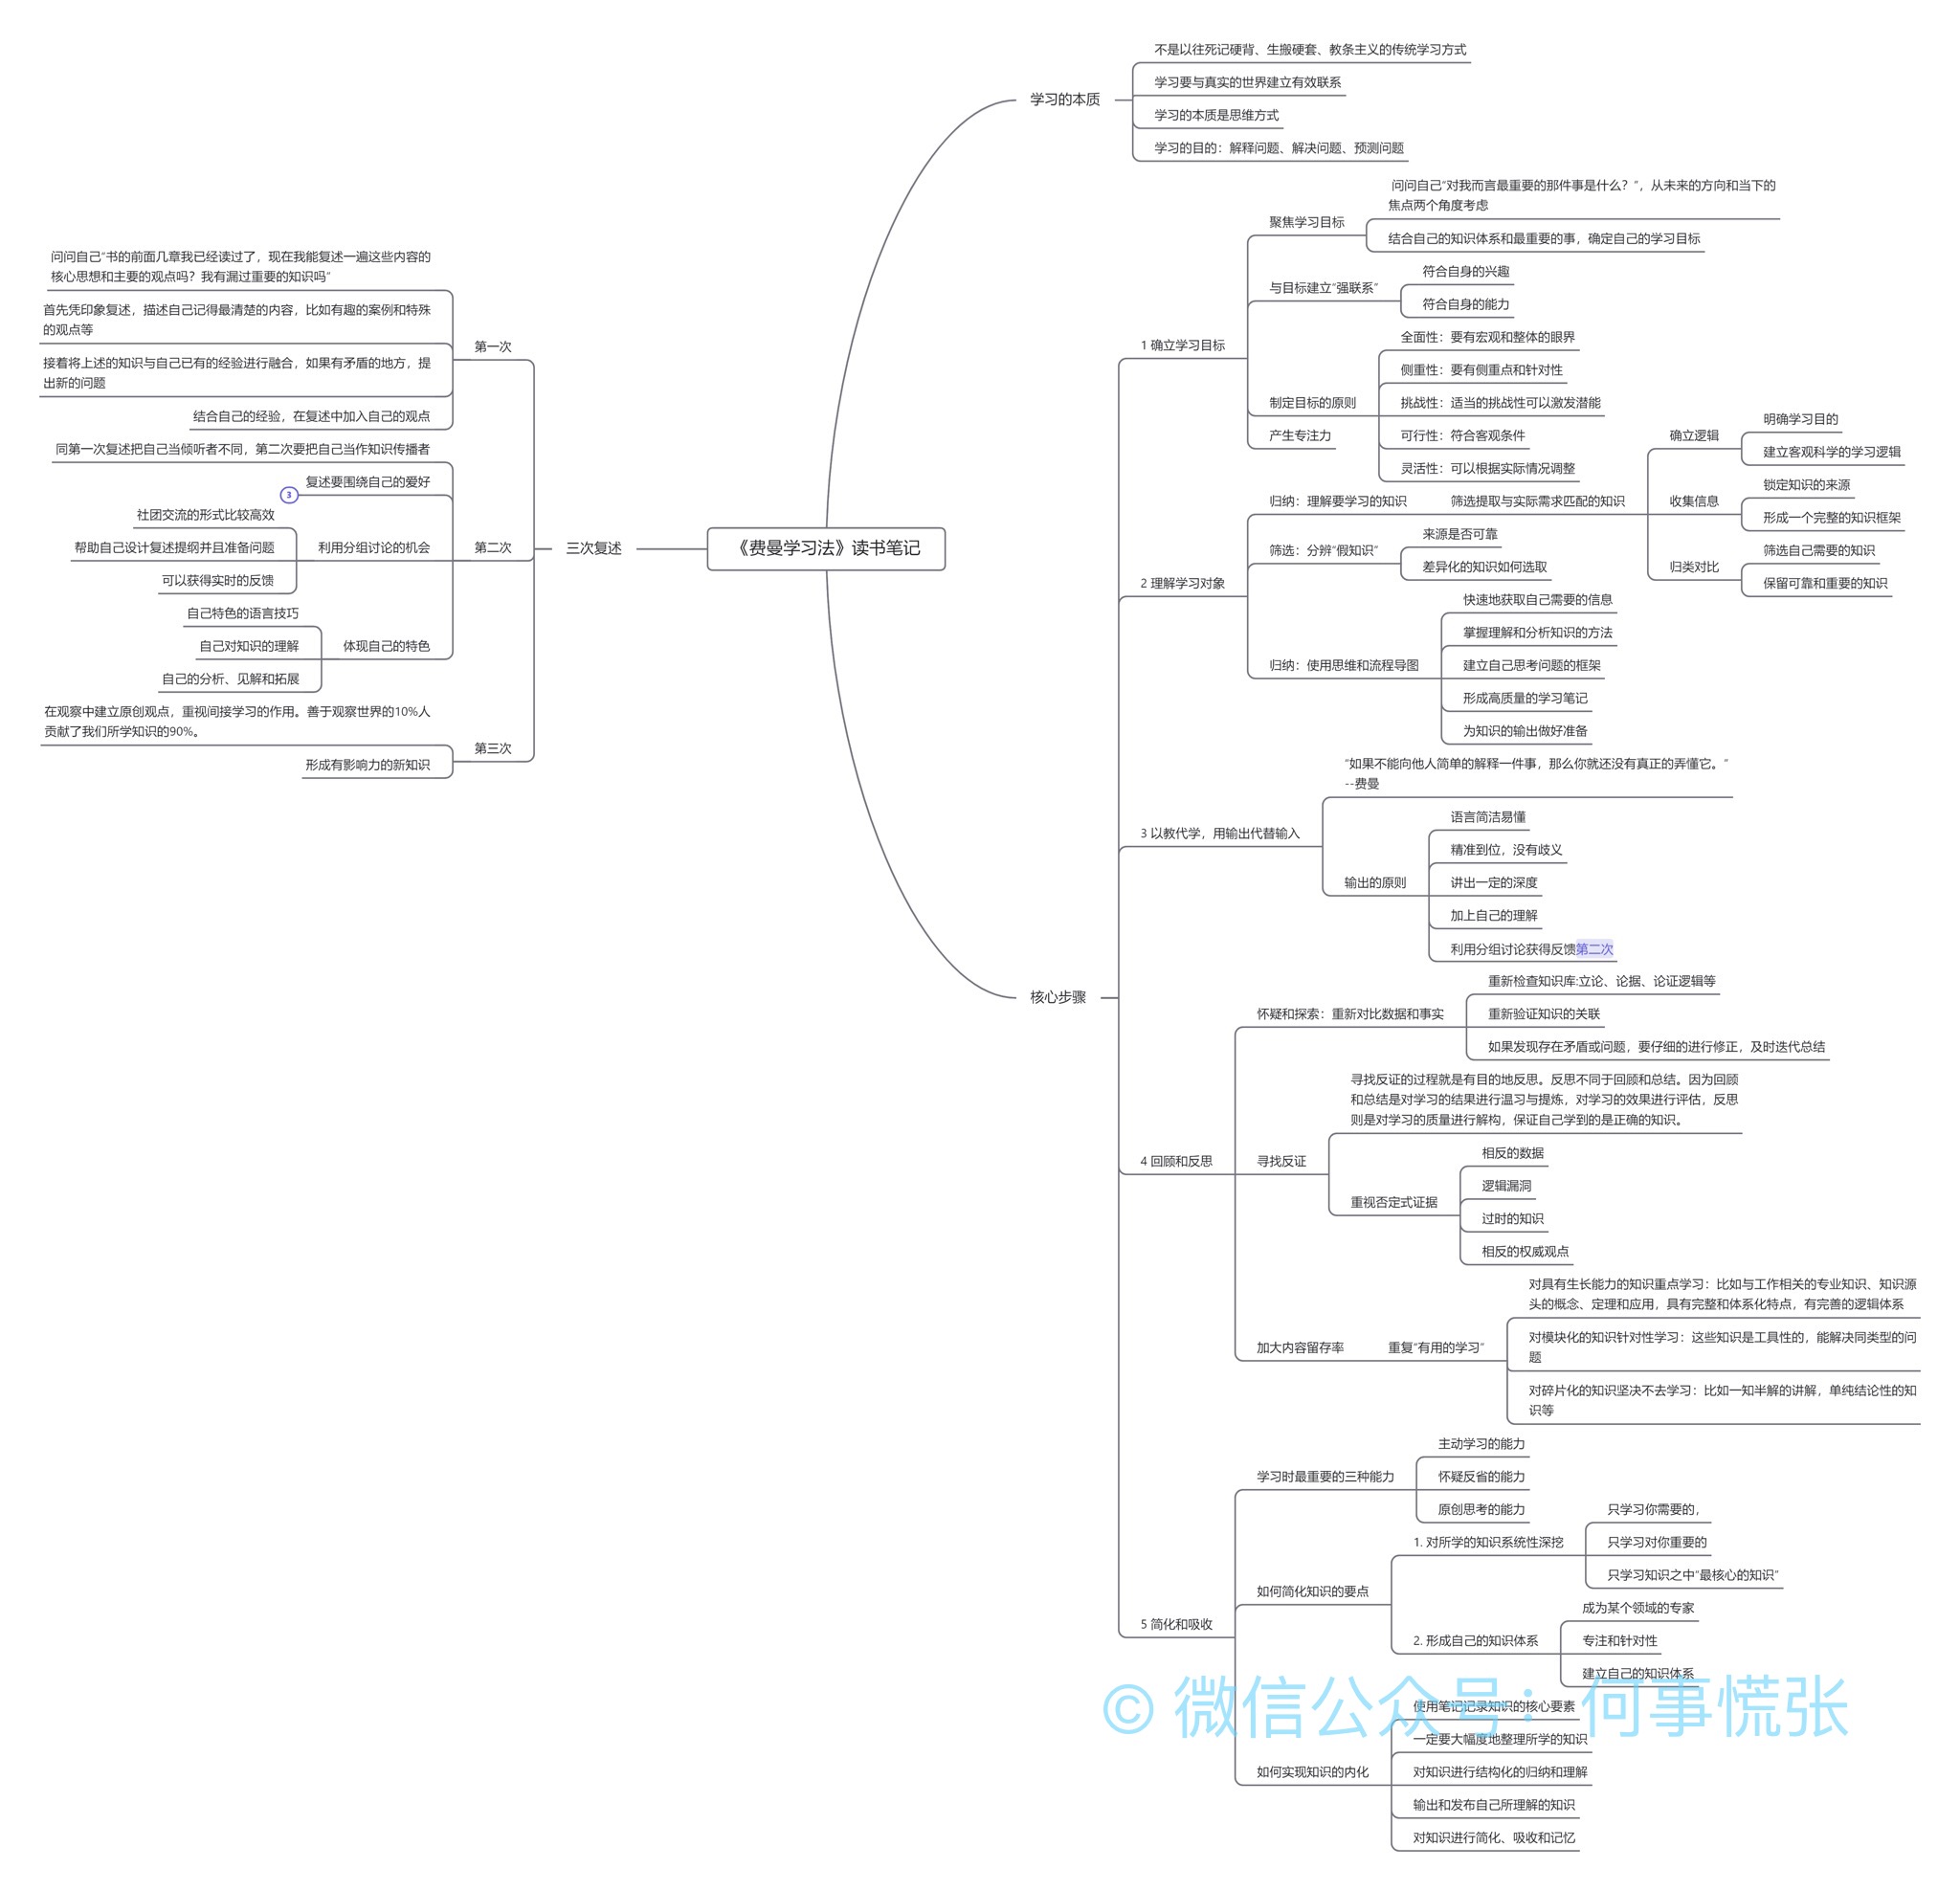 《费曼学习法》读书笔记
学习的本质
不是以往死记硬背、生搬硬套、教条主义的传统学习方式
学习要与真实的世界建立有效联系
学习的本质是思维方式
学习的目的：解释问题、解决问题、预测问题
核心步骤
1 确立学习目标
聚焦学习目标
问问自己“对我而言最重要的那件事是什么？”，从未来的方向和当下的
焦点两个角度考虑
结合自己的知识体系和最重要的事，确定自己的学习目标
与目标建立“强联系”
符合自身的兴趣
符合自身的能力
制定目标的原则
全面性：要有宏观和整体的眼界
侧重性：要有侧重点和针对性
挑战性：适当的挑战性可以激发潜能
可行性：符合客观条件
灵活性：可以根据实际情况调整
产生专注力
2 理解学习对象
归纳：理解要学习的知识
筛选提取与实际需求匹配的知识
确立逻辑
明确学习目的
建立客观科学的学习逻辑
收集信息
锁定知识的来源
形成一个完整的知识框架
归类对比
筛选自己需要的知识
保留可靠和重要的知识
筛选：分辨“假知识”
来源是否可靠
差异化的知识如何选取
归纳：使用思维和流程导图
快速地获取自己需要的信息
掌握理解和分析知识的方法
建立自己思考问题的框架
形成高质量的学习笔记
为知识的输出做好准备
3 以教代学，用输出代替输入
“如果不能向他人简单的解释一件事，那么你就还没有真正的弄懂它。”
--费曼
输出的原则
语言简洁易懂
精准到位，没有歧义
讲出一定的深度
加上自己的理解
利用分组讨论获得反馈第二次
4 回顾和反思
怀疑和探索：重新对比数据和事实
重新检查知识库:立论、论据、论证逻辑等
重新验证知识的关联
如果发现存在矛盾或问题，要仔细的进行修正，及时迭代总结
寻找反证
寻找反证的过程就是有目的地反思。反思不同于回顾和总结。因为回顾
和总结是对学习的结果进行温习与提炼，对学习的效果进行评估，反思
则是对学习的质量进行解构，保证自己学到的是正确的知识。
重视否定式证据
相反的数据
逻辑漏洞
过时的知识
相反的权威观点
加大内容留存率
重复“有用的学习”
对具有生长能力的知识重点学习：比如与工作相关的专业知识、知识源
头的概念、定理和应用，具有完整和体系化特点，有完善的逻辑体系
对模块化的知识针对性学习：这些知识是工具性的，能解决同类型的问
题
对碎片化的知识坚决不去学习：比如一知半解的讲解，单纯结论性的知
识等
5 简化和吸收
学习时最重要的三种能力
主动学习的能力
怀疑反省的能力
原创思考的能力
如何简化知识的要点
1. 对所学的知识系统性深挖
只学习你需要的，
只学习对你重要的
只学习知识之中“最核心的知识”
2. 形成自己的知识体系
成为某个领域的专家
专注和针对性
建立自己的知识体系
如何实现知识的内化
使用笔记记录知识的核心要素
一定要大幅度地整理所学的知识
对知识进行结构化的归纳和理解
输出和发布自己所理解的知识
对知识进行简化、吸收和记忆
三次复述
第一次
问问自己“书的前面几章我已经读过了，现在我能复述一遍这些内容的
核心思想和主要的观点吗？我有漏过重要的知识吗”
首先凭印象复述，描述自己记得最清楚的内容，比如有趣的案例和特殊
的观点等
接着将上述的知识与自己已有的经验进行融合，如果有矛盾的地方，提
出新的问题
结合自己的经验，在复述中加入自己的观点
第二次
同第一次复述把自己当倾听者不同，第二次要把自己当作知识传播者
复述要围绕自己的爱好
3
利用分组讨论的机会
社团交流的形式比较高效
帮助自己设计复述提纲并且准备问题
可以获得实时的反馈
体现自己的特色
自己特色的语言技巧
自己对知识的理解
自己的分析、见解和拓展
第三次
在观察中建立原创观点，重视间接学习的作用。善于观察世界的10%人
贡献了我们所学知识的90%。
形成有影响力的新知识
© 微信公众号：何事慌张